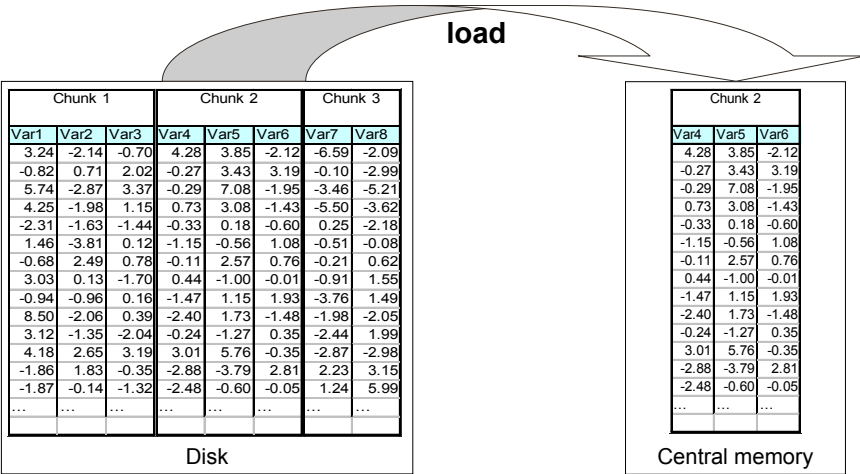 load
Chunk 1 Chunk 2 Chunk 3
Var1 Var2 Var3 Var4 Var5 Var6 Var7 Var8
3.24 -2.14 -0.70 4.28 3.85 -2.12 -6.59 -2.09
-0.82 0.71 2.02 -0.27 3.43 3.19 -0.10 -2.99
5.74 -2.87 3.37 -0.29 7.08 -1.95 -3.46 -5.21
4.25 -1.98 1.15 0.73 3.08 -1.43 -5.50 -3.62
-2.31 -1.63 -1.44 -0.33 0.18 -0.60 0.25 -2.18
1.46 -3.81 0.12 -1.15 -0.56 1.08 -0.51 -0.08
-0.68 2.49 0.78 -0.11 2.57 0.76 -0.21 0.62
3.03 0.13 -1.70 0.44 -1.00 -0.01 -0.91 1.55
-0.94 -0.96 0.16 -1.47 1.15 1.93 -3.76 1.49
8.50 -2.06 0.39 -2.40 1.73 -1.48 -1.98 -2.05
3.12 -1.35 -2.04 -0.24 -1.27 0.35 -2.44 1.99
4.18 2.65 3.19 3.01 5.76 -0.35 -2.87 -2.98
-1.86 1.83 -0.35 -2.88 -3.79 2.81 2.23 3.15
-1.87 -0.14 -1.32 -2.48 -0.60 -0.05 1.24 5.99
… … … … … … … …
Disk
Chunk 2
Var4 Var5 Var6
4.28 3.85 -2.12
-0.27 3.43 3.19
-0.29 7.08 -1.95
0.73 3.08 -1.43
-0.33 0.18 -0.60
-1.15 -0.56 1.08
-0.11 2.57 0.76
0.44 -1.00 -0.01
-1.47 1.15 1.93
-2.40 1.73 -1.48
-0.24 -1.27 0.35
3.01 5.76 -0.35
-2.88 -3.79 2.81
-2.48 -0.60 -0.05
… … …
Central memory